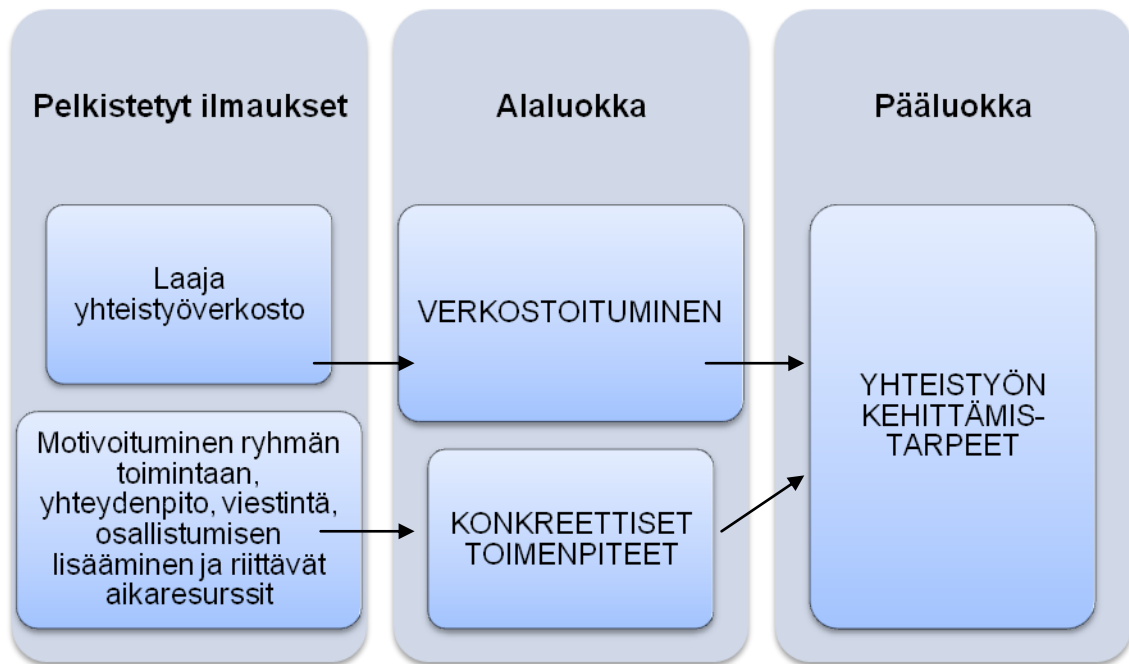 Pelkistetyt ilmaukset
Laaja
yhteistyöverkosto
Motivoituminen ryhmän
toimintaan,
yhteydenpito, viestintä,
osallistumisen
lisääminen ja riittävät
aikaresurssit
Alaluokka
VERKOSTOITUMINEN
KONKREETTISET
TOIMENPITEET
Pääluokka
YHTEISTYÖN
KEHITTÄMIS-
TARPEET